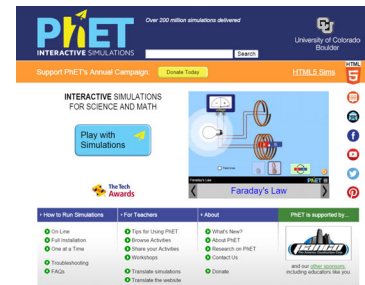 Over 200 million simulations delivered
PhET
INTERACTIVE SIMULATIONS
Search
University of Colorado
Boulder
Support PhET's Annual Campaign:
Donate Today
HTML5 Sims
HTML
5
INTERACTIVE SIMULATIONS
FOR SCIENCE AND MATH
Play with
Simulations
The Tech
Awards
Faraday's Law
PhET
Faraday's Law
How to Run Simulations
On Line
Full Installation
One at a Time
Troubleshooting
FAQs
For Teachers
Tips for Using PhET
Browse Activities
Share your Activities
Workshops
Translate simulations
Translate the website
About
What's New?
About PhET
Research on PhET
Contact Us
Donate
PhET is supported by...
and our other sponsors,
including educators like you.